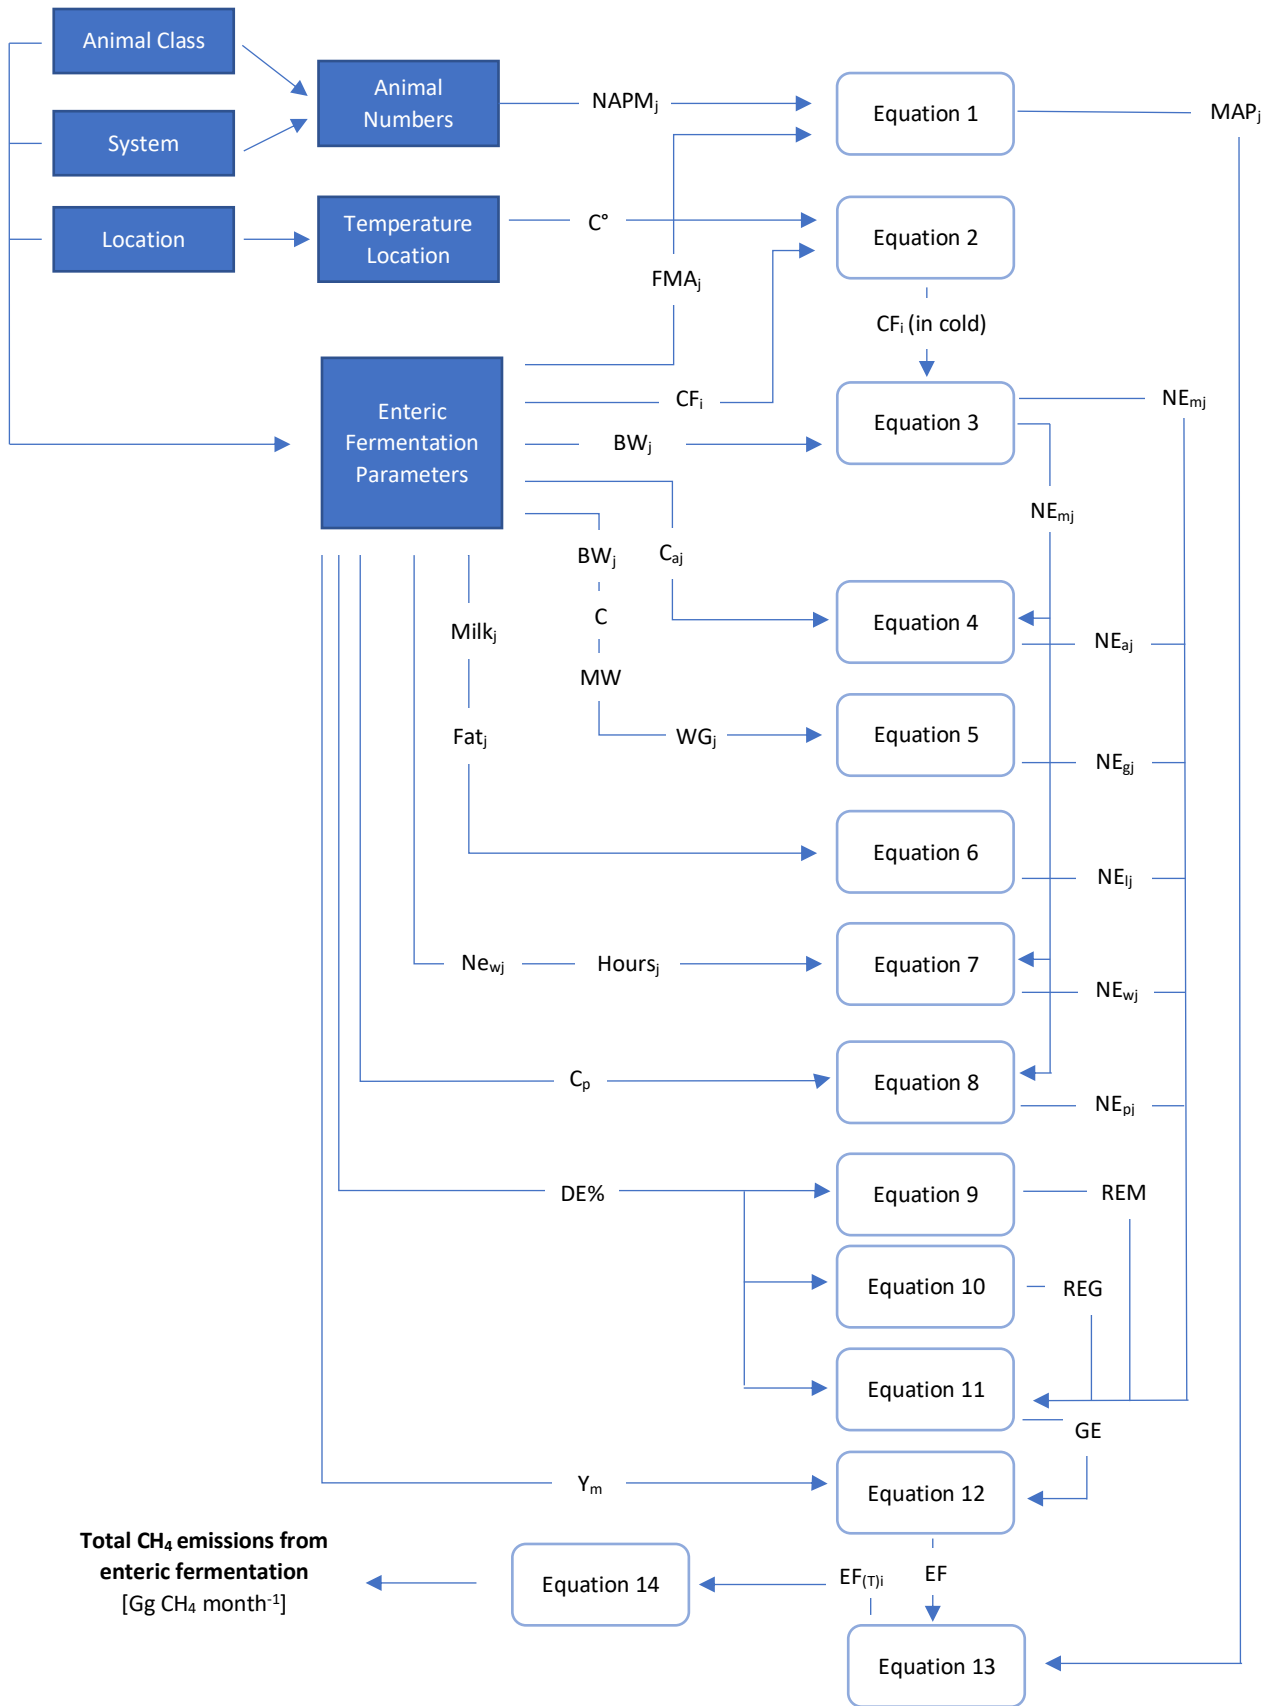 Animal Class
Animal
Numbers
NAPMj
Equation 1
MAPj
System
Location
Temperature
Location
C°
Equation 2
FMAj
CFi (in cold)
Enteric
Fermentation
Parameters
CFi
BWj
Equation 3
NEmj
NEmj
BWj
Caj
C
MW
Equation 4
NEaj
Milkj
Fatj
WGj
Equation 5
NEgj
Equation 6
NElj
Newj
Hoursj
Equation 7
NEwj
Cp
Equation 8
NEpj
DE%
Equation 9
REM
Equation 10
REG
Equation 11
GE
Ym
Equation 12
Total CH4 emissions from
enteric fermentation
[Gg CH4 month-1]
Equation 14
EF(T)i
EF
Equation 13